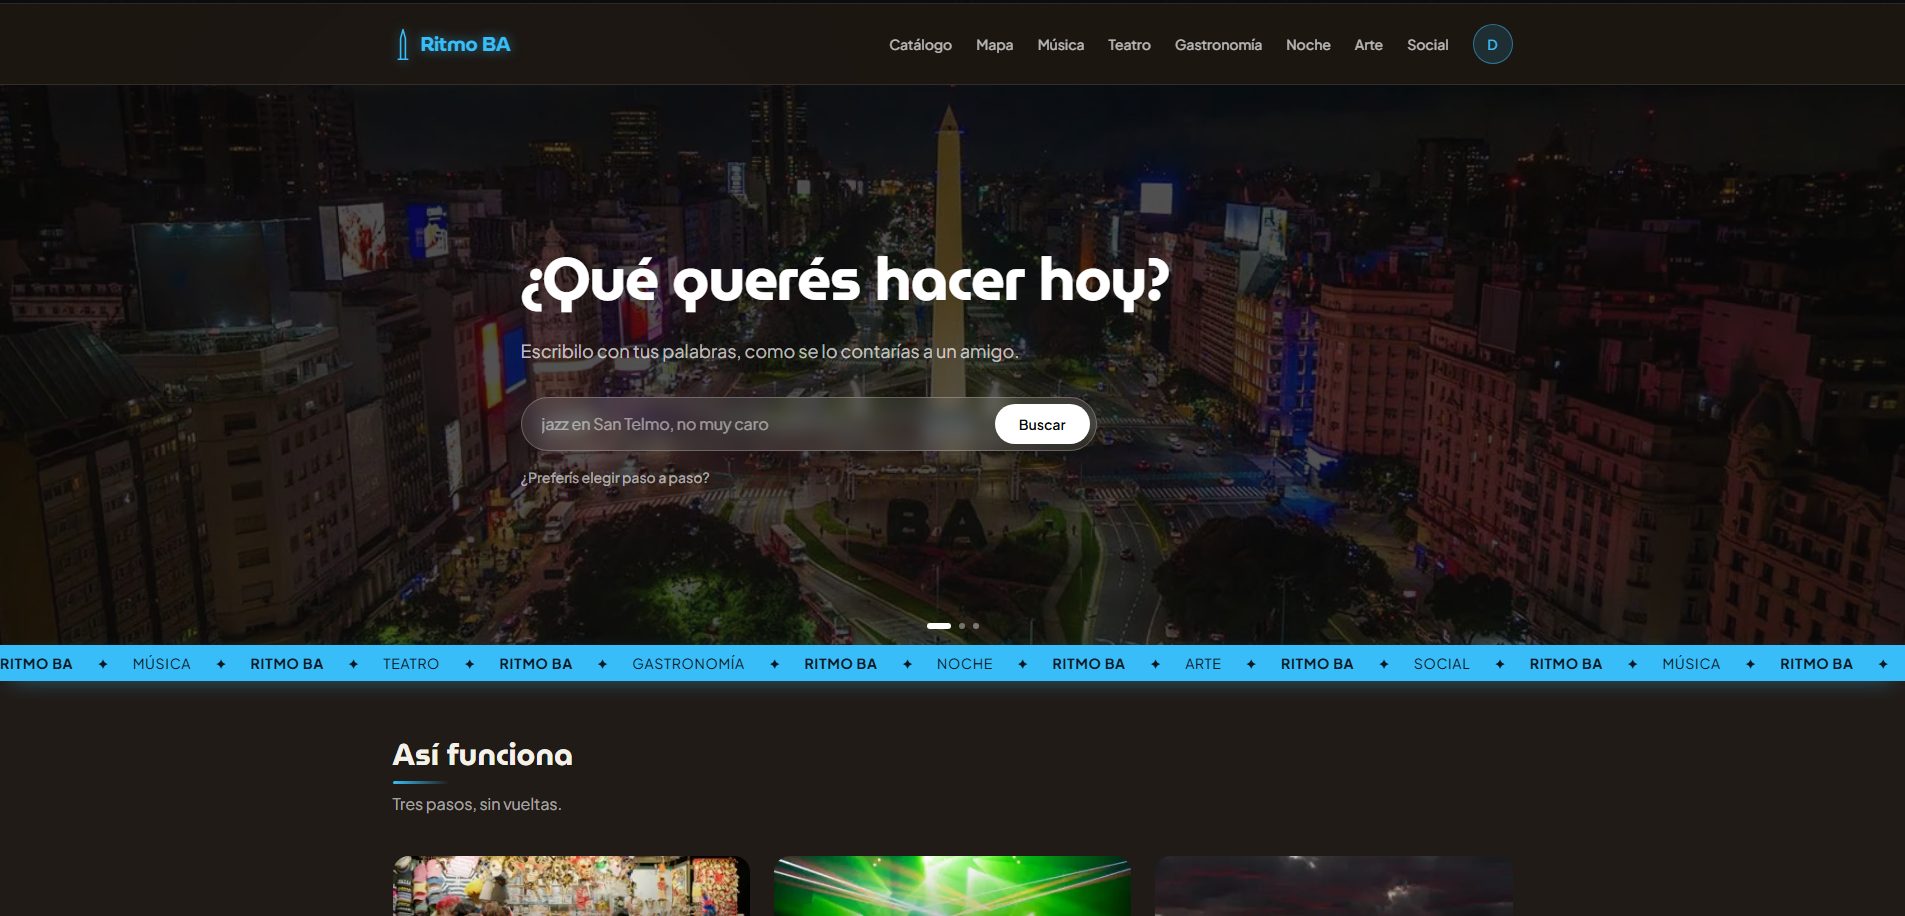 Ritmo BA
Catálogo Mapa Música Teatro Gastronomía Noche Arte Social D
¿Qué querés hacer hoy?
Escribilo con tus palabras, como se lo contarías a un amigo.
jazz en San Telmo, no muy caro Buscar
¿Preferís elegir paso a paso?
BA
RITMO BA ✦ MÚSICA ✦ RITMO BA ✦ TEATRO ✦ RITMO BA ✦ GASTRONOMÍA ✦ RITMO BA ✦ NOCHE ✦ RITMO BA ✦ ARTE ✦ RITMO BA ✦ SOCIAL ✦ RITMO BA ✦ MÚSICA ✦ RITMO BA ✦
Así funciona
Tres pasos, sin vueltas.